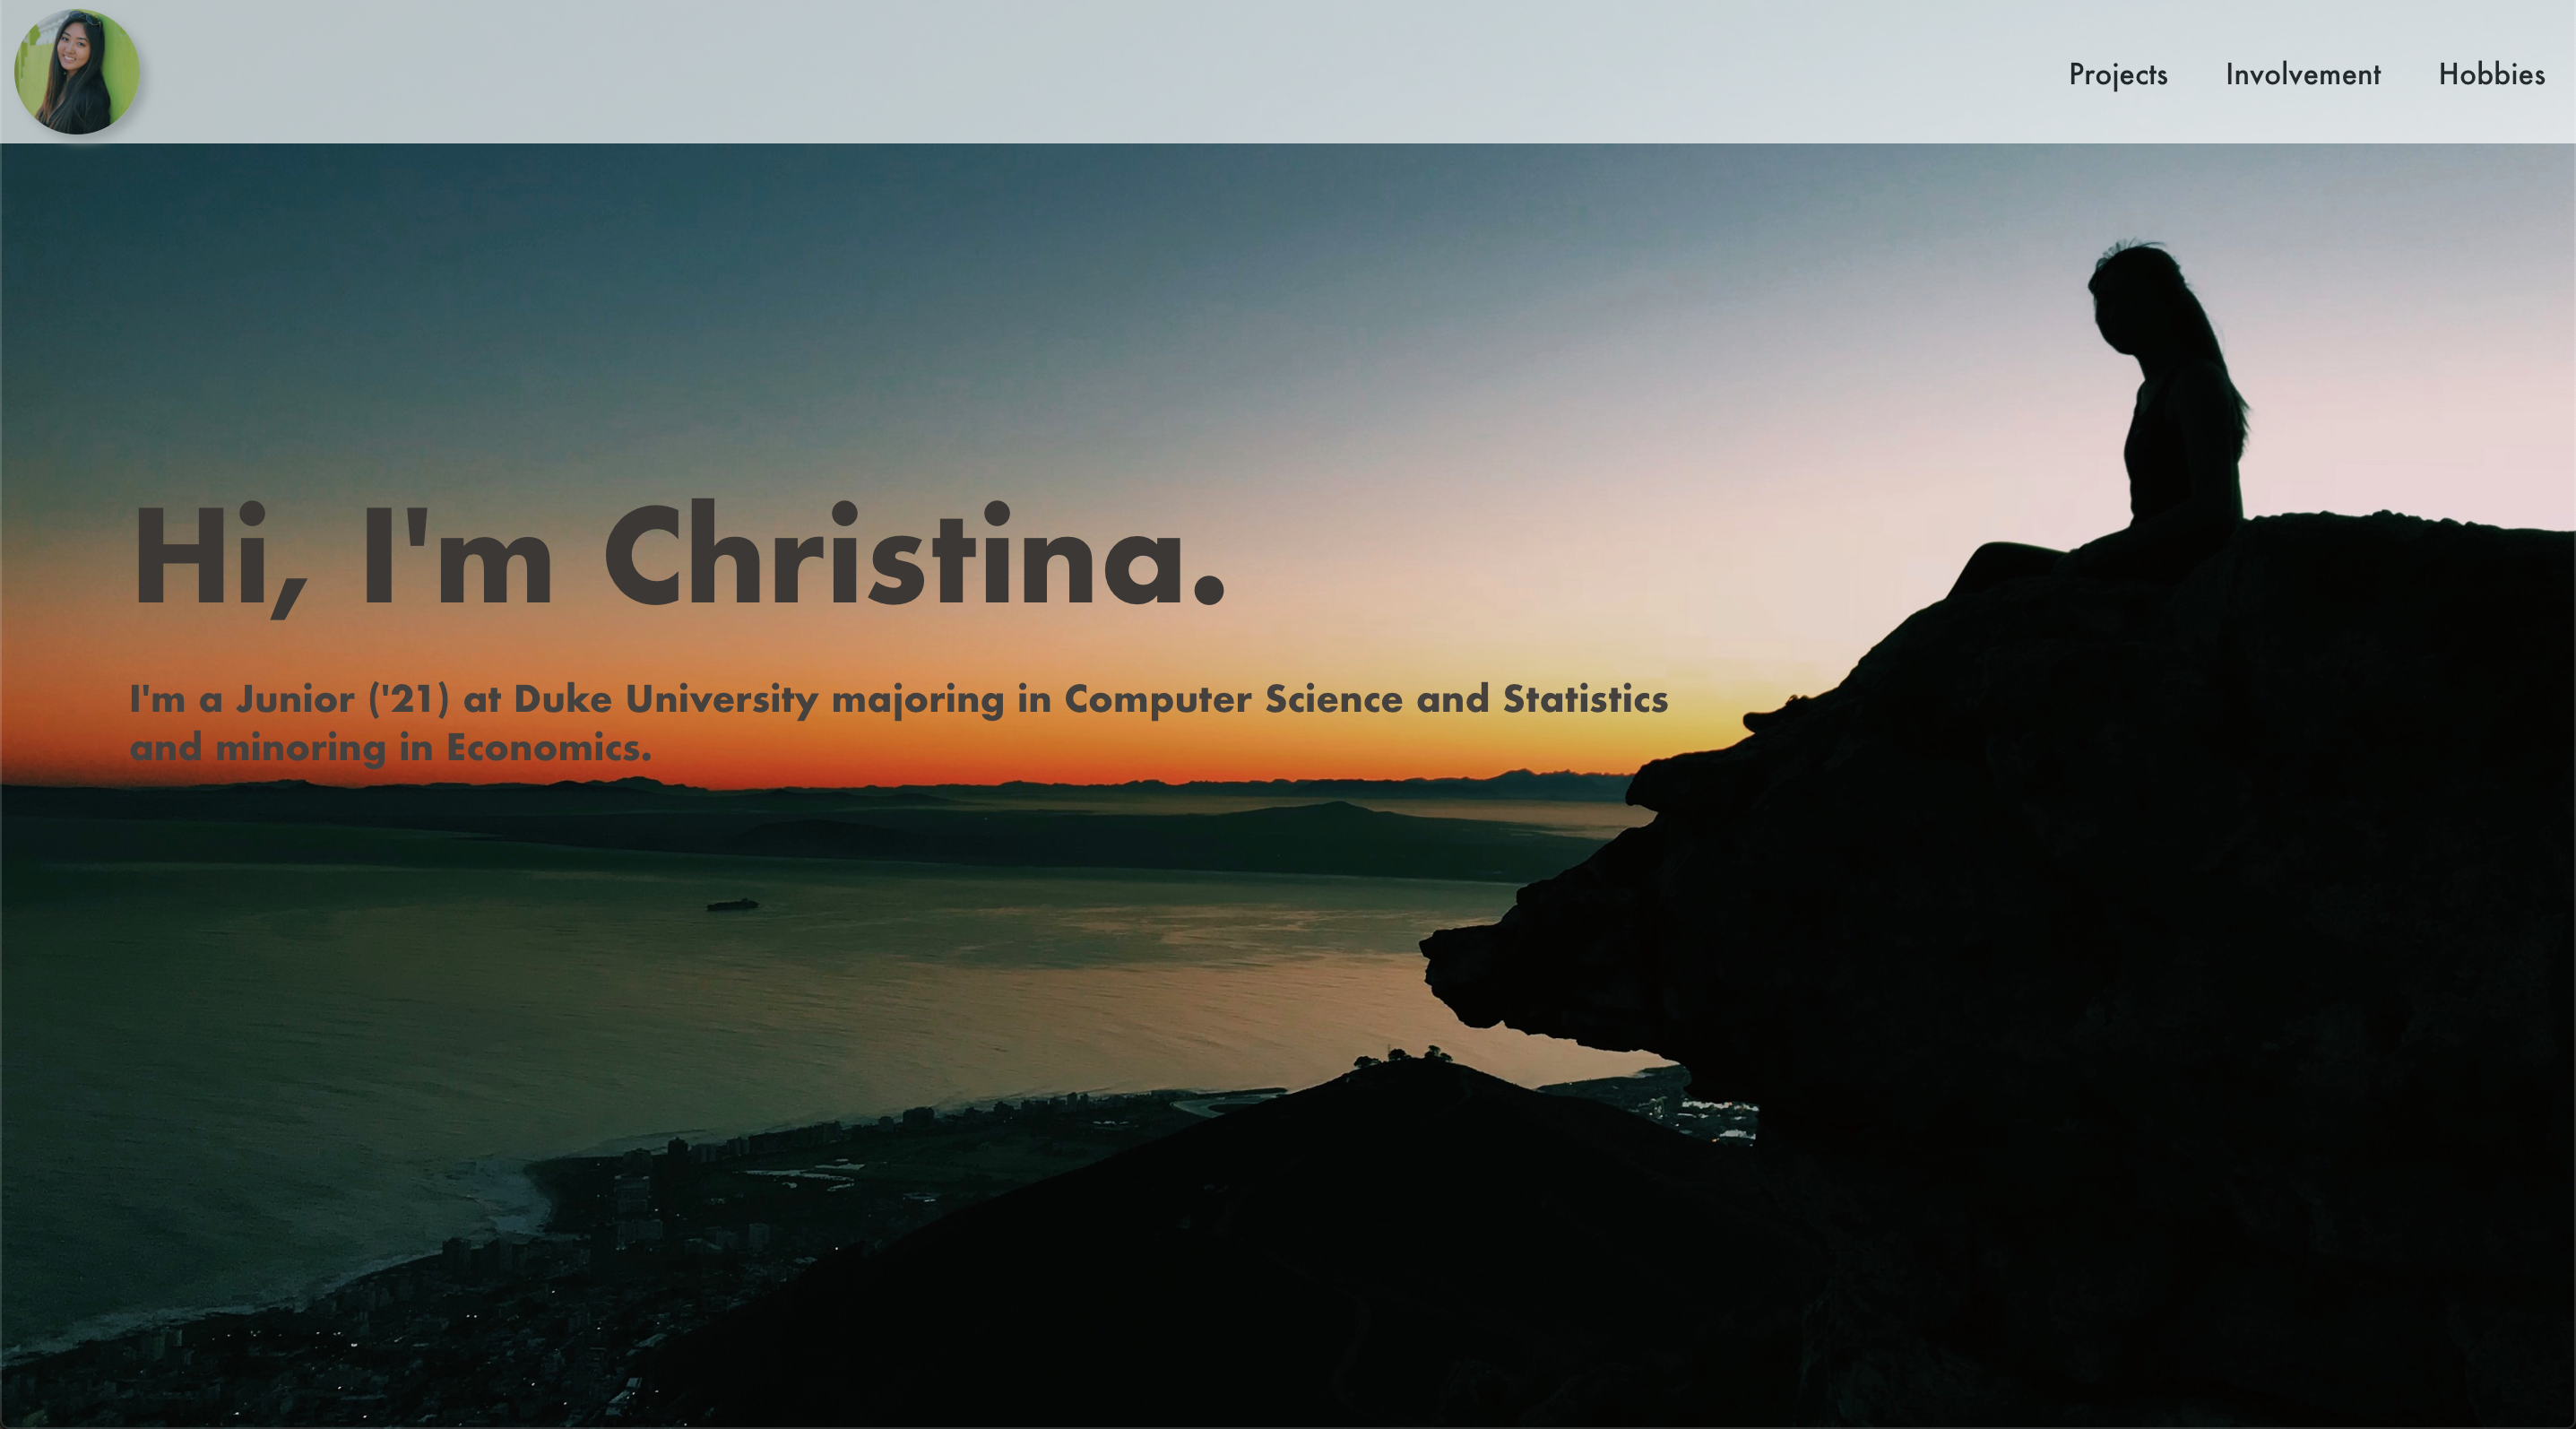 Projects Involvement Hobbies
Hi, I'm Christina.
I'm a Junior ('21) at Duke University majoring in Computer Science and Statistics
and minoring in Economics.